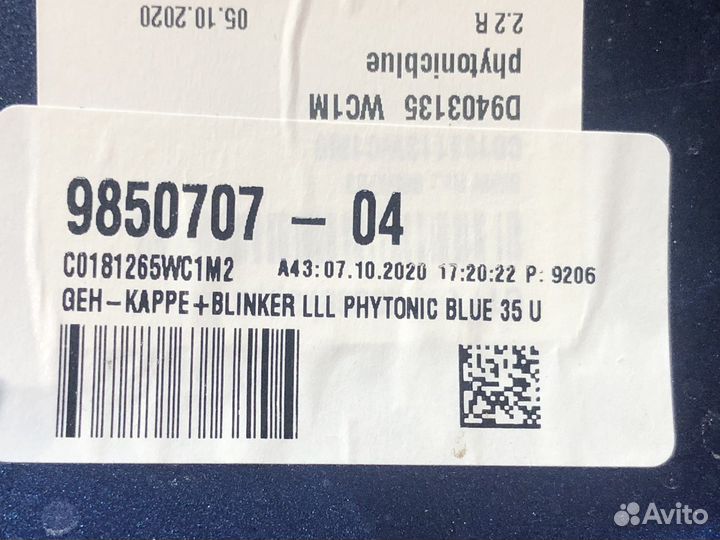 05.10.2020
2.2 R
phytonicblue
D9403135 WC1M
9850707 - 04
C0181265WC1M2 A43: 07.10.2020 17:20:22 P: 9206
GEH-KAPPE+BLINKER LLL PHYTONIC BLUE 35 U
Avito